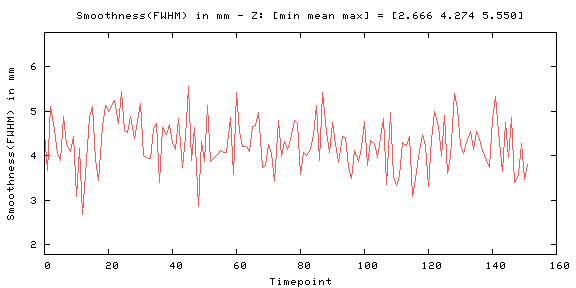 Smoothness(FWHM) in mm - Z: [min mean max] = [2.666 4.274 5.550]
Smoothness(FWHM) in mm
6
5
4
3
2
0 20 40 60 80 100 120 140 160
Timepoint